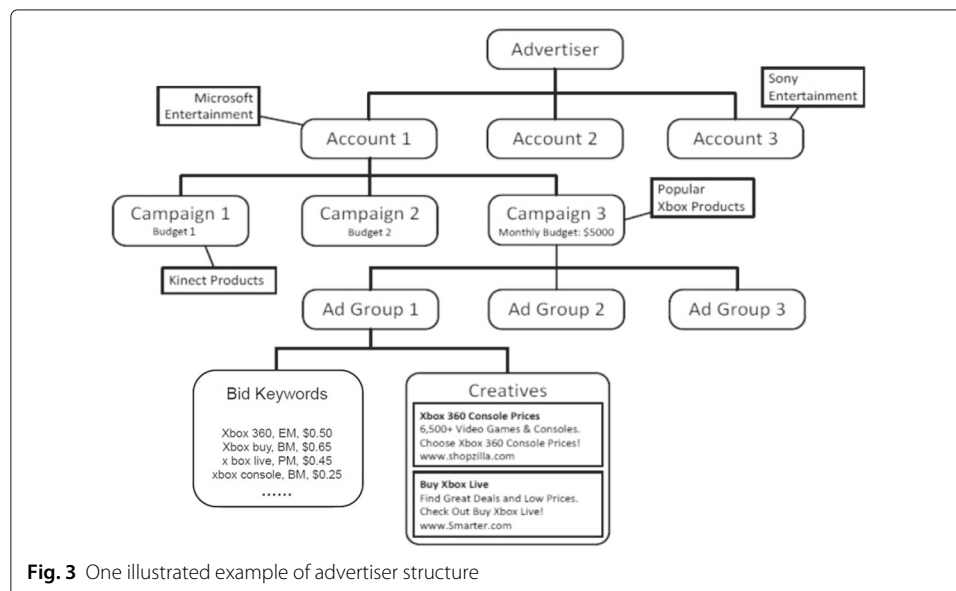 Advertiser
Microsoft
Entertainment
Sony
Entertainment
Account 1
Account 2
Account 3
Campaign 1
Budget 1
Campaign 2
Budget 2
Campaign 3
Monthly Budget: $5000
Popular
Xbox Products
Kinect Products
Ad Group 1
Ad Group 2
Ad Group 3
Bid Keywords
Xbox 360, EM, $0.50
Xbox buy, BM, $0.65
x box live, PM, $0.45
xbox console, BM, $0.25
......
Creatives
Xbox 360 Console Prices
6,500+ Video Games & Consoles.
Choose Xbox 360 Console Prices!
www.shopzilla.com
Buy Xbox Live
Find Great Deals and Low Prices.
Check Out Buy Xbox Live!
www.Smarter.com
Fig. 3 One illustrated example of advertiser structure